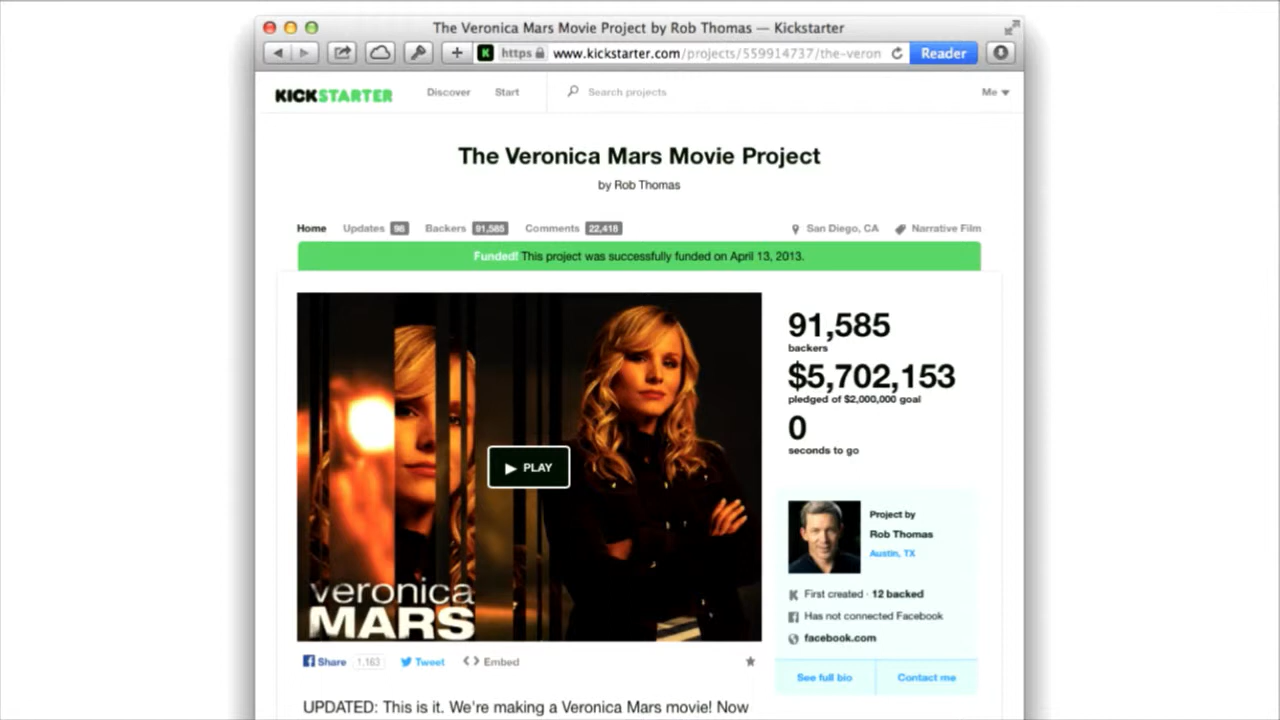 The Veronica Mars Movie Project by Rob Thomas — Kickstarter
https www.kickstarter.com/projects/559914737/the-veron Reader
KICKSTARTER Discover Start Search projects Me
The Veronica Mars Movie Project
by Rob Thomas
Home Updates 98 Backers 91,585 Comments 22,418 San Diego, CA Narrative Film
Funded! This project was successfully funded on April 13, 2013.
91,585
backers
$5,702,153
pledged of $2,000,000 goal
0
seconds to go
PLAY
veronica
MARS
Project by
Rob Thomas
Austin, TX
First created · 12 backed
Has not connected Facebook
facebook.com
See full bio Contact me
Share 1,163 Tweet Embed
UPDATED: This is it. We're making a Veronica Mars movie! Now